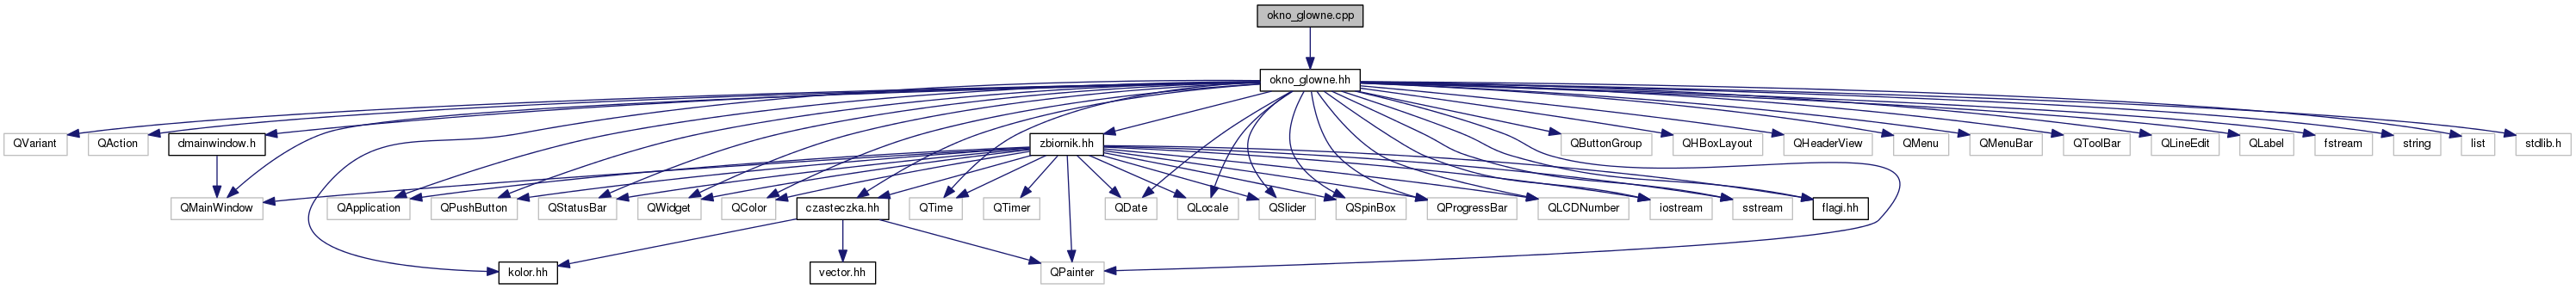 okno_glowne.cpp
okno_glowne.hh
QVariant
QAction
dmainwindow.h
zbiornik.hh
QButtonGroup
QHBoxLayout
QHeaderView
QMenu
QMenuBar
QToolBar
QLineEdit
QLabel
fstream
string
list
stdlib.h
QMainWindow
QApplication
QPushButton
QStatusBar
QWidget
QColor
czasteczka.hh
QTime
QTimer
QDate
QLocale
QSlider
QSpinBox
QProgressBar
QLCDNumber
iostream
sstream
flagi.hh
kolor.hh
vector.hh
QPainter